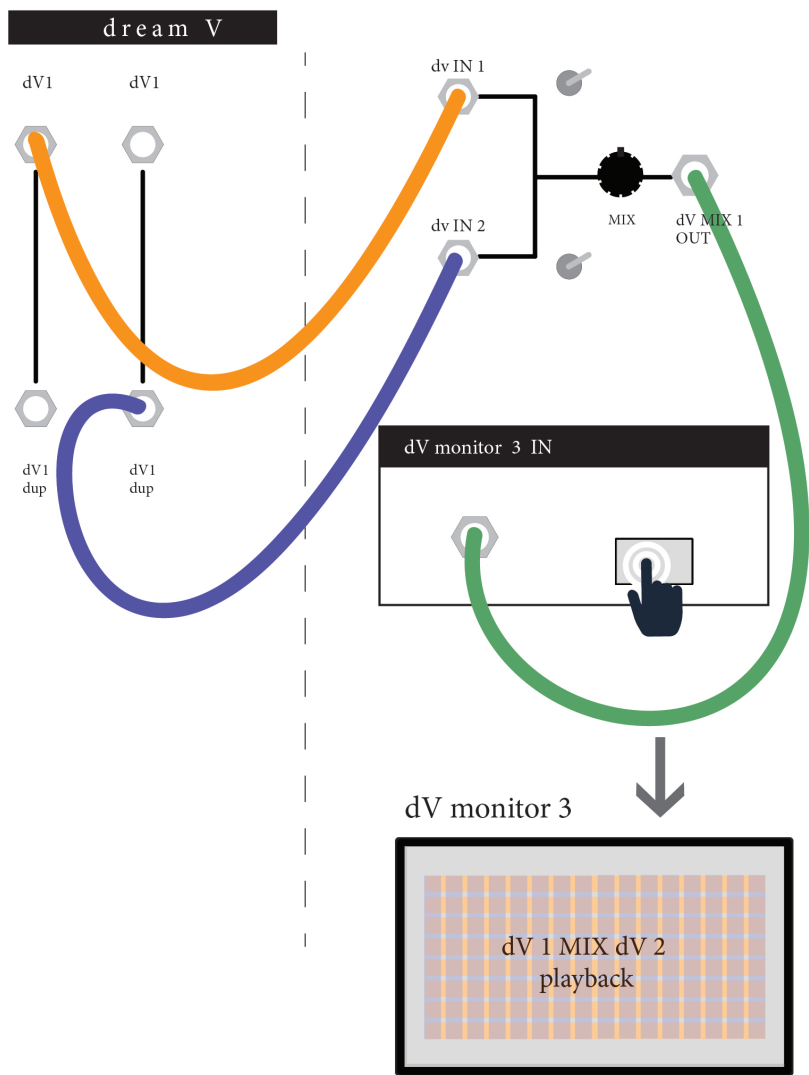 dream V
dV1
dV1
dv IN 1
dv IN 2
MIX
dV MIX 1
OUT
dV1
dup
dV1
dup
dV monitor 3 IN
dV monitor 3
dV 1 MIX dV 2
playback